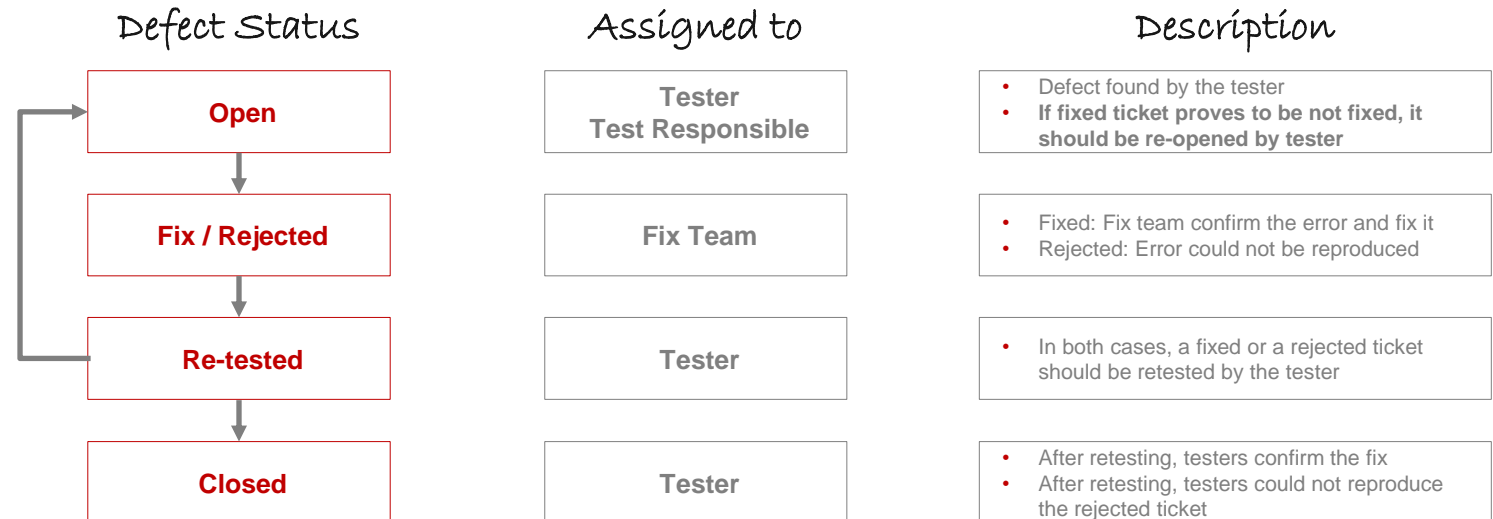 Defect Status
Assigned to
Description
Open
Tester
Test Responsible
• Defect found by the tester
• If fixed ticket proves to be not fixed, it
should be re-opened by tester
Fix / Rejected
Fix Team
• Fixed: Fix team confirm the error and fix it
• Rejected: Error could not be reproduced
Re-tested
Tester
• In both cases, a fixed or a rejected ticket
should be retested by the tester
Closed
Tester
• After retesting, testers confirm the fix
• After retesting, testers could not reproduce
the rejected ticket